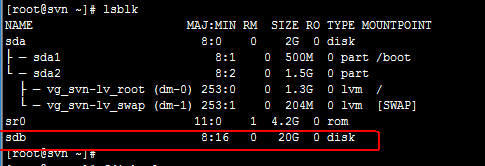 [root@svn ~]# lsblk
NAME MAJ:MIN RM SIZE RO TYPE MOUNTPOINT
sda 8:0 0 2G 0 disk
├─sda1 8:1 0 500M 0 part /boot
└─sda2 8:2 0 1.5G 0 part
├─vg_svn-lv_root (dm-0) 253:0 0 1.3G 0 lvm /
└─vg_svn-lv_swap (dm-1) 253:1 0 204M 0 lvm [SWAP]
sr0 11:0 1 4.2G 0 rom
sdb 8:16 0 20G 0 disk
[root@svn ~]#